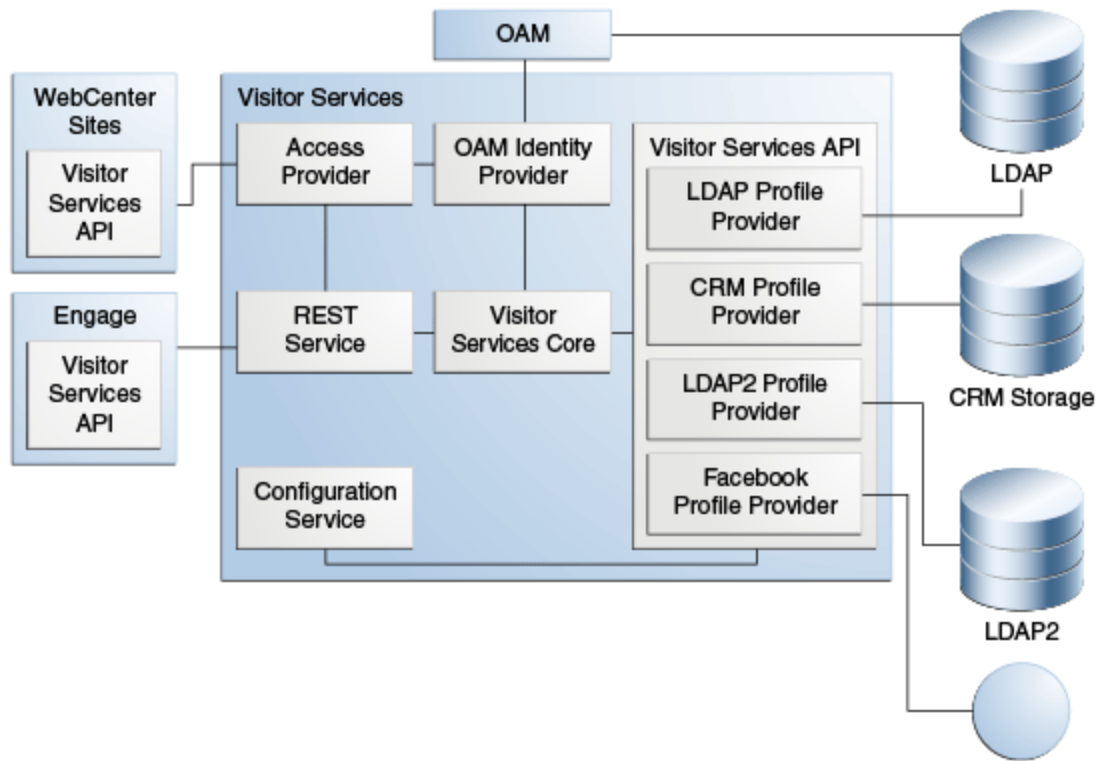 OAM
WebCenter
Sites
Visitor
Services
API
Visitor Services
Access
Provider
OAM Identity
Provider
Visitor Services API
LDAP Profile
Provider
LDAP
CRM Profile
Provider
CRM Storage
Engage
Visitor
Services
API
REST
Service
Visitor
Services Core
LDAP2 Profile
Provider
Configuration
Service
Facebook
Profile Provider
LDAP2